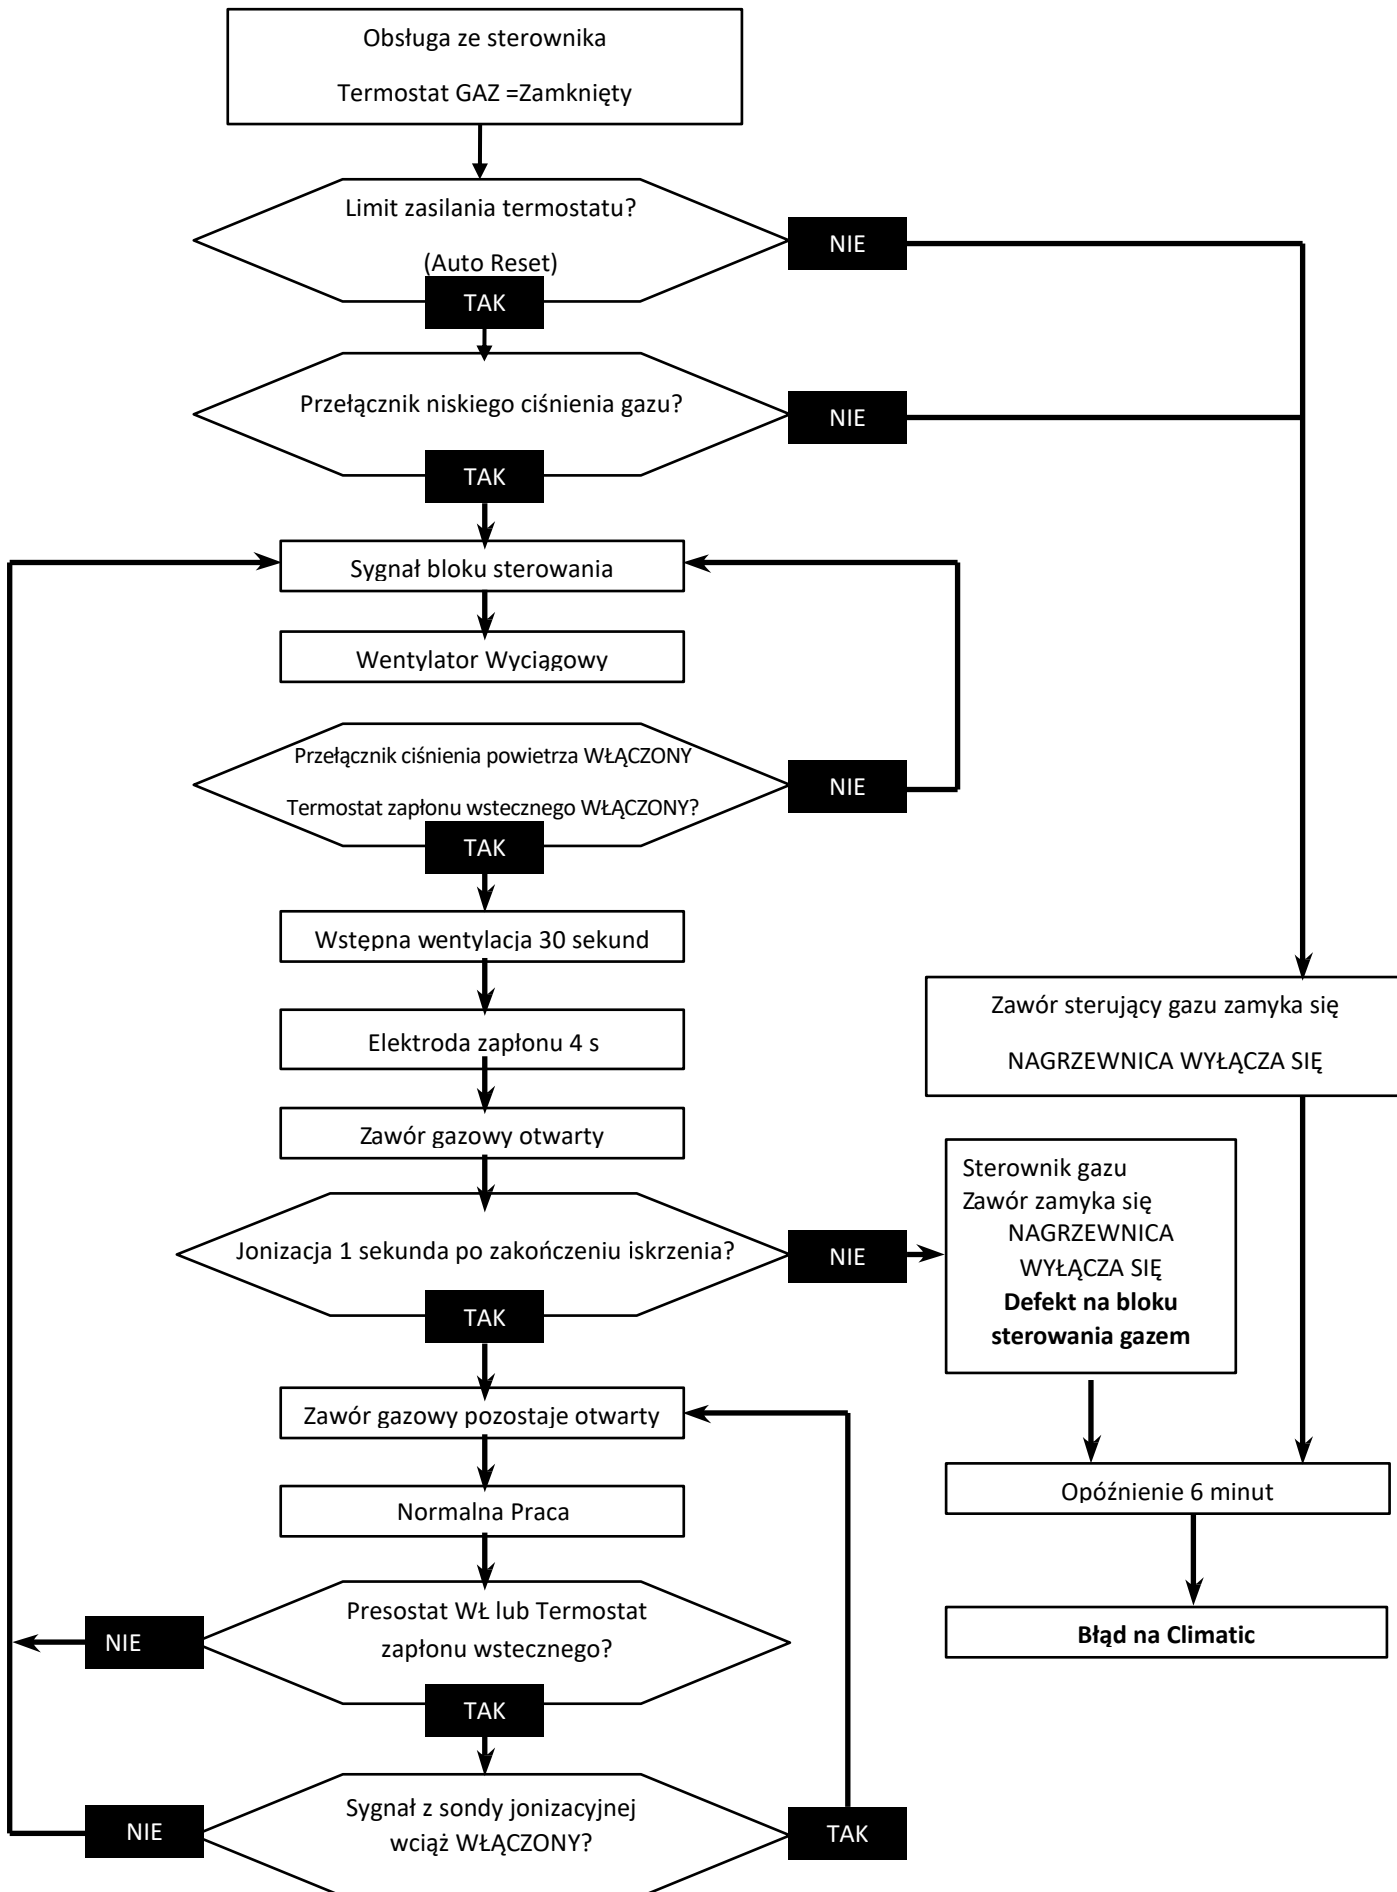 Obsługa ze sterownika
Termostat GAZ =Zamknięty
Limit zasilania termostatu?
(Auto Reset)
NIE
TAK
Przełącznik niskiego ciśnienia gazu?
NIE
TAK
Sygnał bloku sterowania
Wentylator Wyciągowy
Przełącznik ciśnienia powietrza WŁĄCZONY
Termostat zapłonu wstecznego WŁĄCZONY?
NIE
TAK
Wstępna wentylacja 30 sekund
Elektroda zapłonu 4 s
Zawór gazowy otwarty
Jonizacja 1 sekunda po zakończeniu iskrzenia?
NIE
TAK
Zawór sterujący gazu zamyka się
NAGRZEWNICA WYŁĄCZA SIĘ
Sterownik gazu
Zawór zamyka się
NAGRZEWNICA
WYŁĄCZA SIĘ
Defekt na bloku
sterowania gazem
Zawór gazowy pozostaje otwarty
Normalna Praca
Opóźnienie 6 minut
Błąd na Climatic
Presostat WŁ lub Termostat
zapłonu wstecznego?
NIE
TAK
Sygnał z sondy jonizacyjnej
wciąż WŁĄCZONY?
NIE
TAK